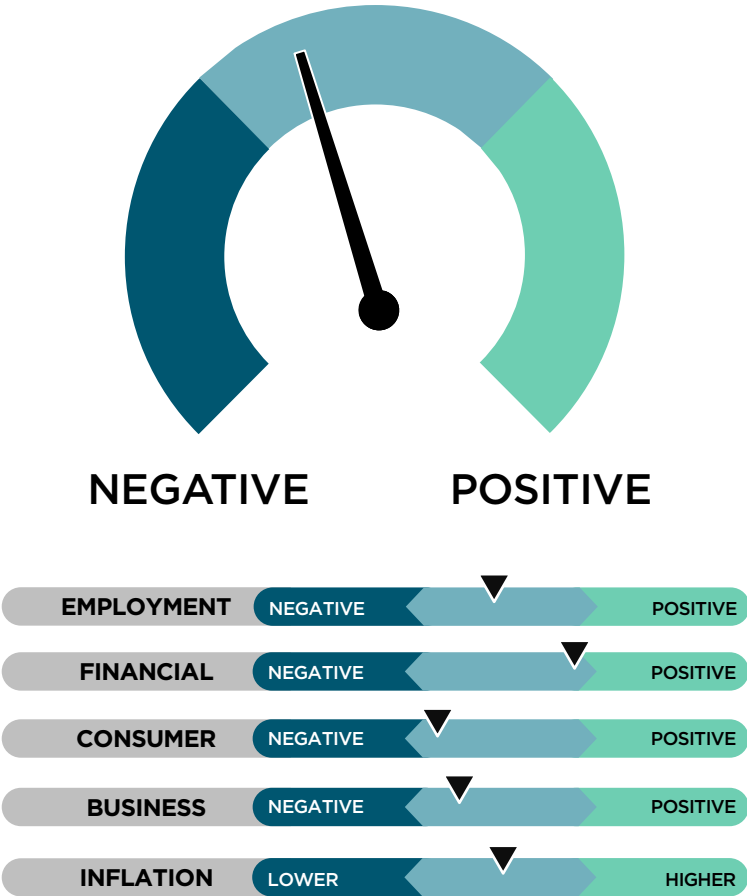 NEGATIVE POSITIVE
EMPLOYMENT NEGATIVE POSITIVE
FINANCIAL NEGATIVE POSITIVE
CONSUMER NEGATIVE POSITIVE
BUSINESS NEGATIVE POSITIVE
INFLATION LOWER HIGHER